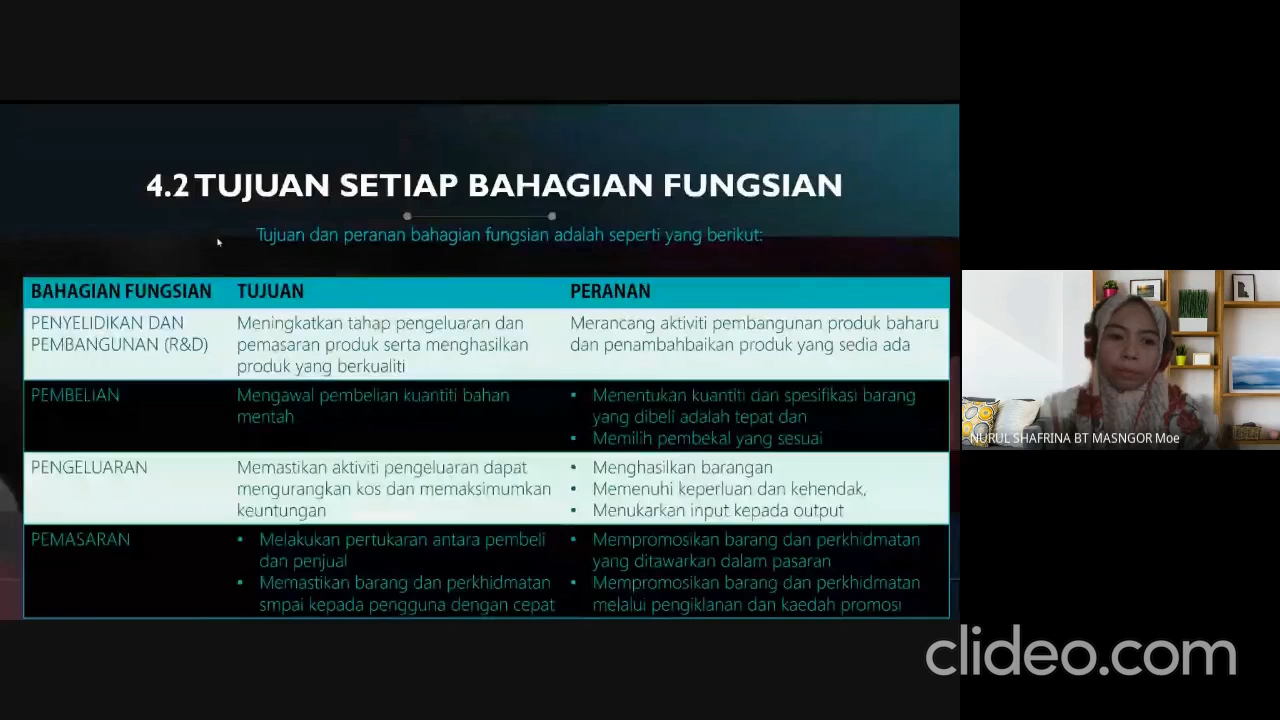 4.2 TUJUAN SETIAP BAHAGIAN FUNGSIAN
Tujuan dan peranan bahagian fungsian adalah seperti yang berikut:
BAHAGIAN FUNGSIAN
TUJUAN
PERANAN
PENYELIDIKAN DAN
PEMBANGUNAN (R&D)
Meningkatkan tahap pengeluaran dan
pemasaran produk serta menghasilkan
produk yang berkualiti
Merancang aktiviti pembangunan produk baharu
dan penambahbaikan produk yang sedia ada
PEMBELIAN
Mengawal pembelian kuantiti bahan
mentah
• Menentukan kuantiti dan spesifikasi barang
yang dibeli adalah tepat dan
• Memilih pembekal yang sesuai
PENGELUARAN
Memastikan aktiviti pengeluaran dapat
mengurangkan kos dan memaksimumkan
keuntungan
• Menghasilkan barangan
• Memenuhi keperluan dan kehendak,
• Menukarkan input kepada output
PEMASARAN
• Melakukan pertukaran antara pembeli
dan penjual
• Memastikan barang dan perkhidmatan
smpai kepada pengguna dengan cepat
• Mempromosikan barang dan perkhidmatan
yang ditawarkan dalam pasaran
• Mempromosikan barang dan perkhidmatan
melalui pengiklanan dan kaedah promosi
NURUL SHAFRINA BT MASNGOR Moe
clideo.com